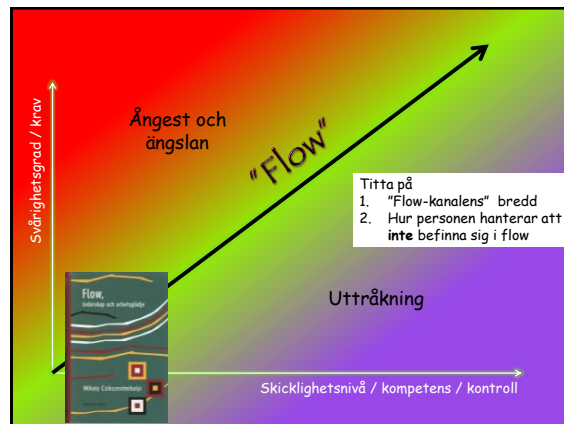 Svårighetsgrad / krav
Ångest och
ängslan
"Flow"
Titta på
1. "Flow-kanalens" bredd
2. Hur personen hanterar att
inte befinna sig i flow
Uttråkning
Flow,
ledarskap och arbetsglädje
Mihaly Csikszentmihalyi
Skicklighetsnivå / kompetens / kontroll